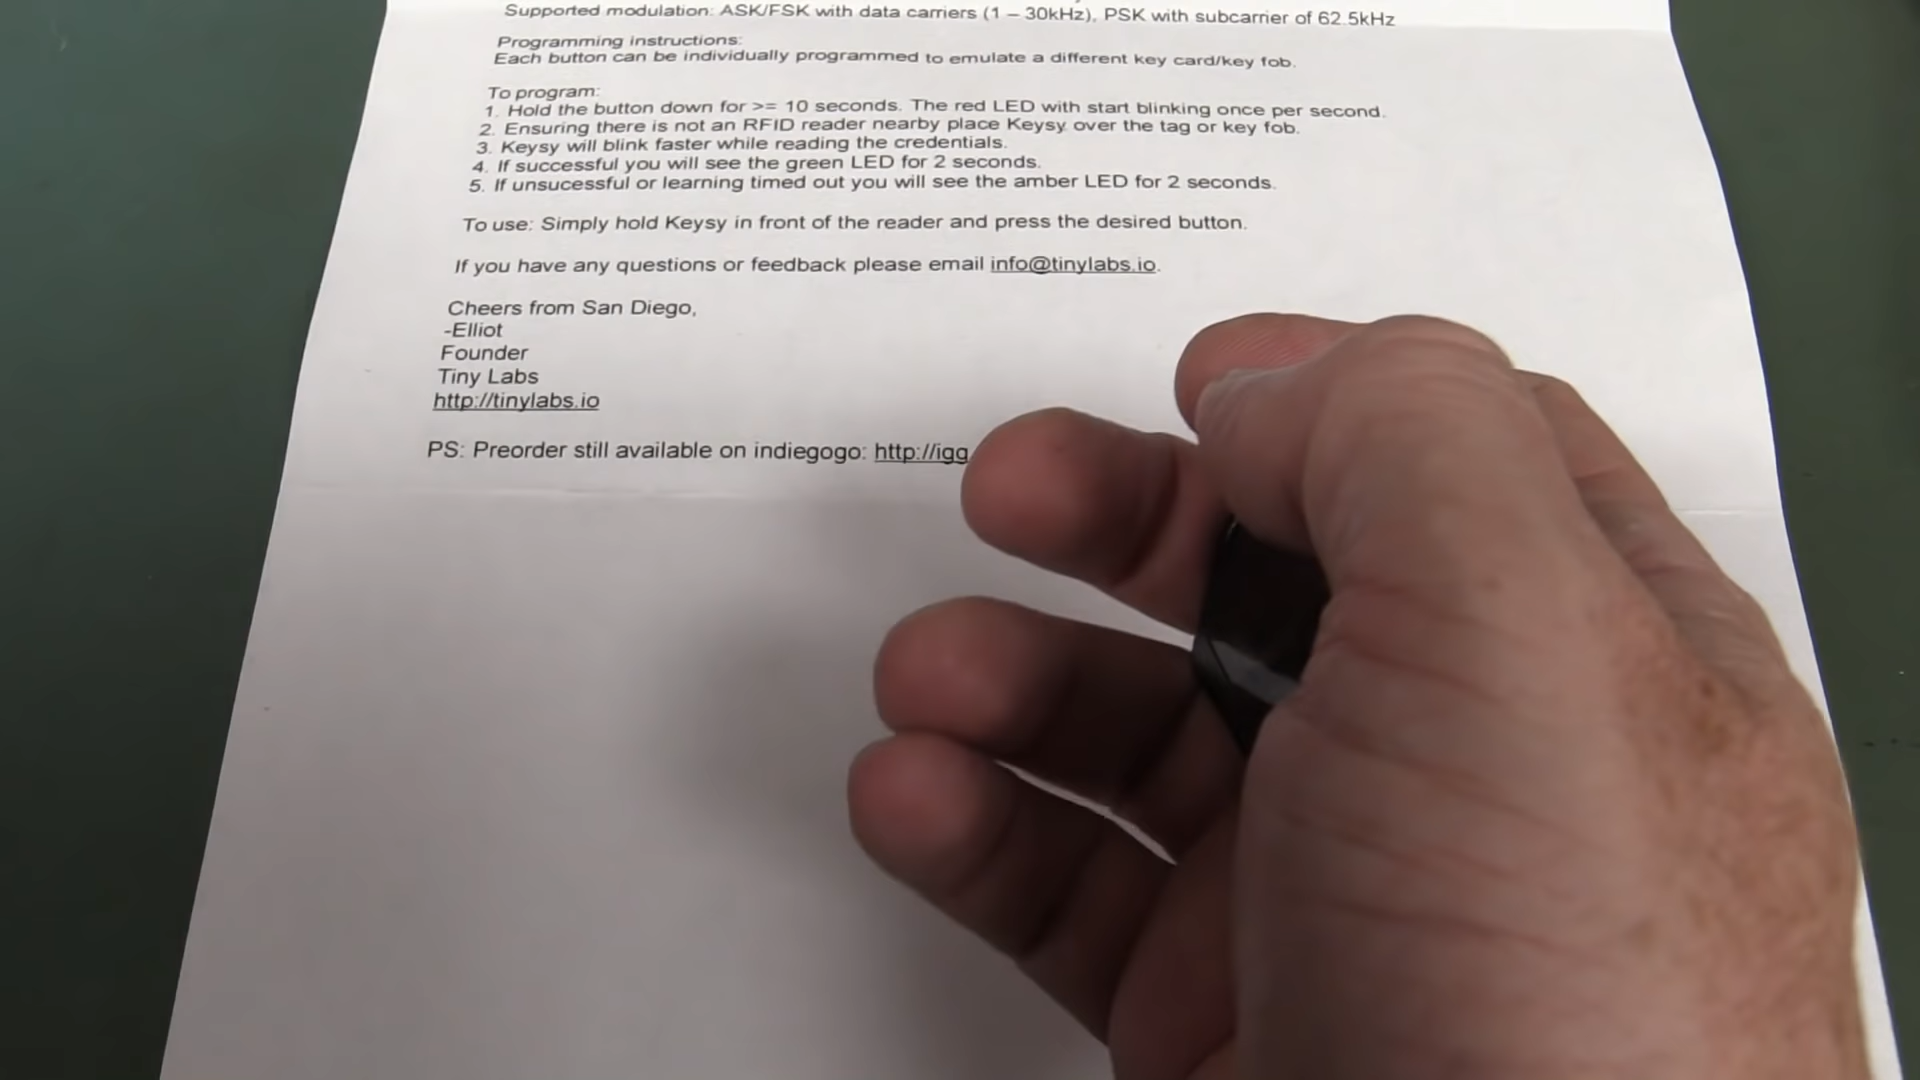 Supported modulation: ASK/FSK with data carriers (1 – 30kHz), PSK with subcarrier of 62.5kHz
Programming instructions:
Each button can be individually programmed to emulate a different key card/key fob.
To program:
1. Hold the button down for >= 10 seconds. The red LED with start blinking once per second.
2. Ensuring there is not an RFID reader nearby place Keysy over the tag or key fob.
3. Keysy will blink faster while reading the credentials.
4. If successful you will see the green LED for 2 seconds.
5. If unsucessful or learning timed out you will see the amber LED for 2 seconds.
To use: Simply hold Keysy in front of the reader and press the desired button.
If you have any questions or feedback please email info@tinylabs.io.
Cheers from San Diego,
-Elliot
Founder
Tiny Labs
http://tinylabs.io
PS: Preorder still available on indiegogo: http://igg